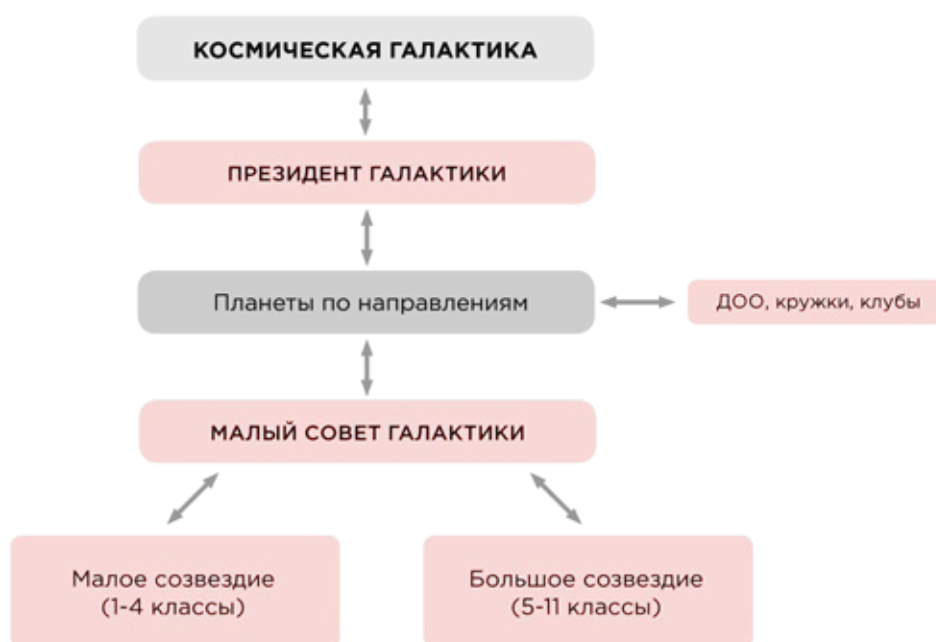 КОСМИЧЕСКАЯ ГАЛАКТИКА
ПРЕЗИДЕНТ ГАЛАКТИКИ
Планеты по направлениям
ДОО, кружки, клубы
МАЛЫЙ СОВЕТ ГАЛАКТИКИ
Малое созвездие
(1-4 классы)
Большое созвездие
(5-11 классы)